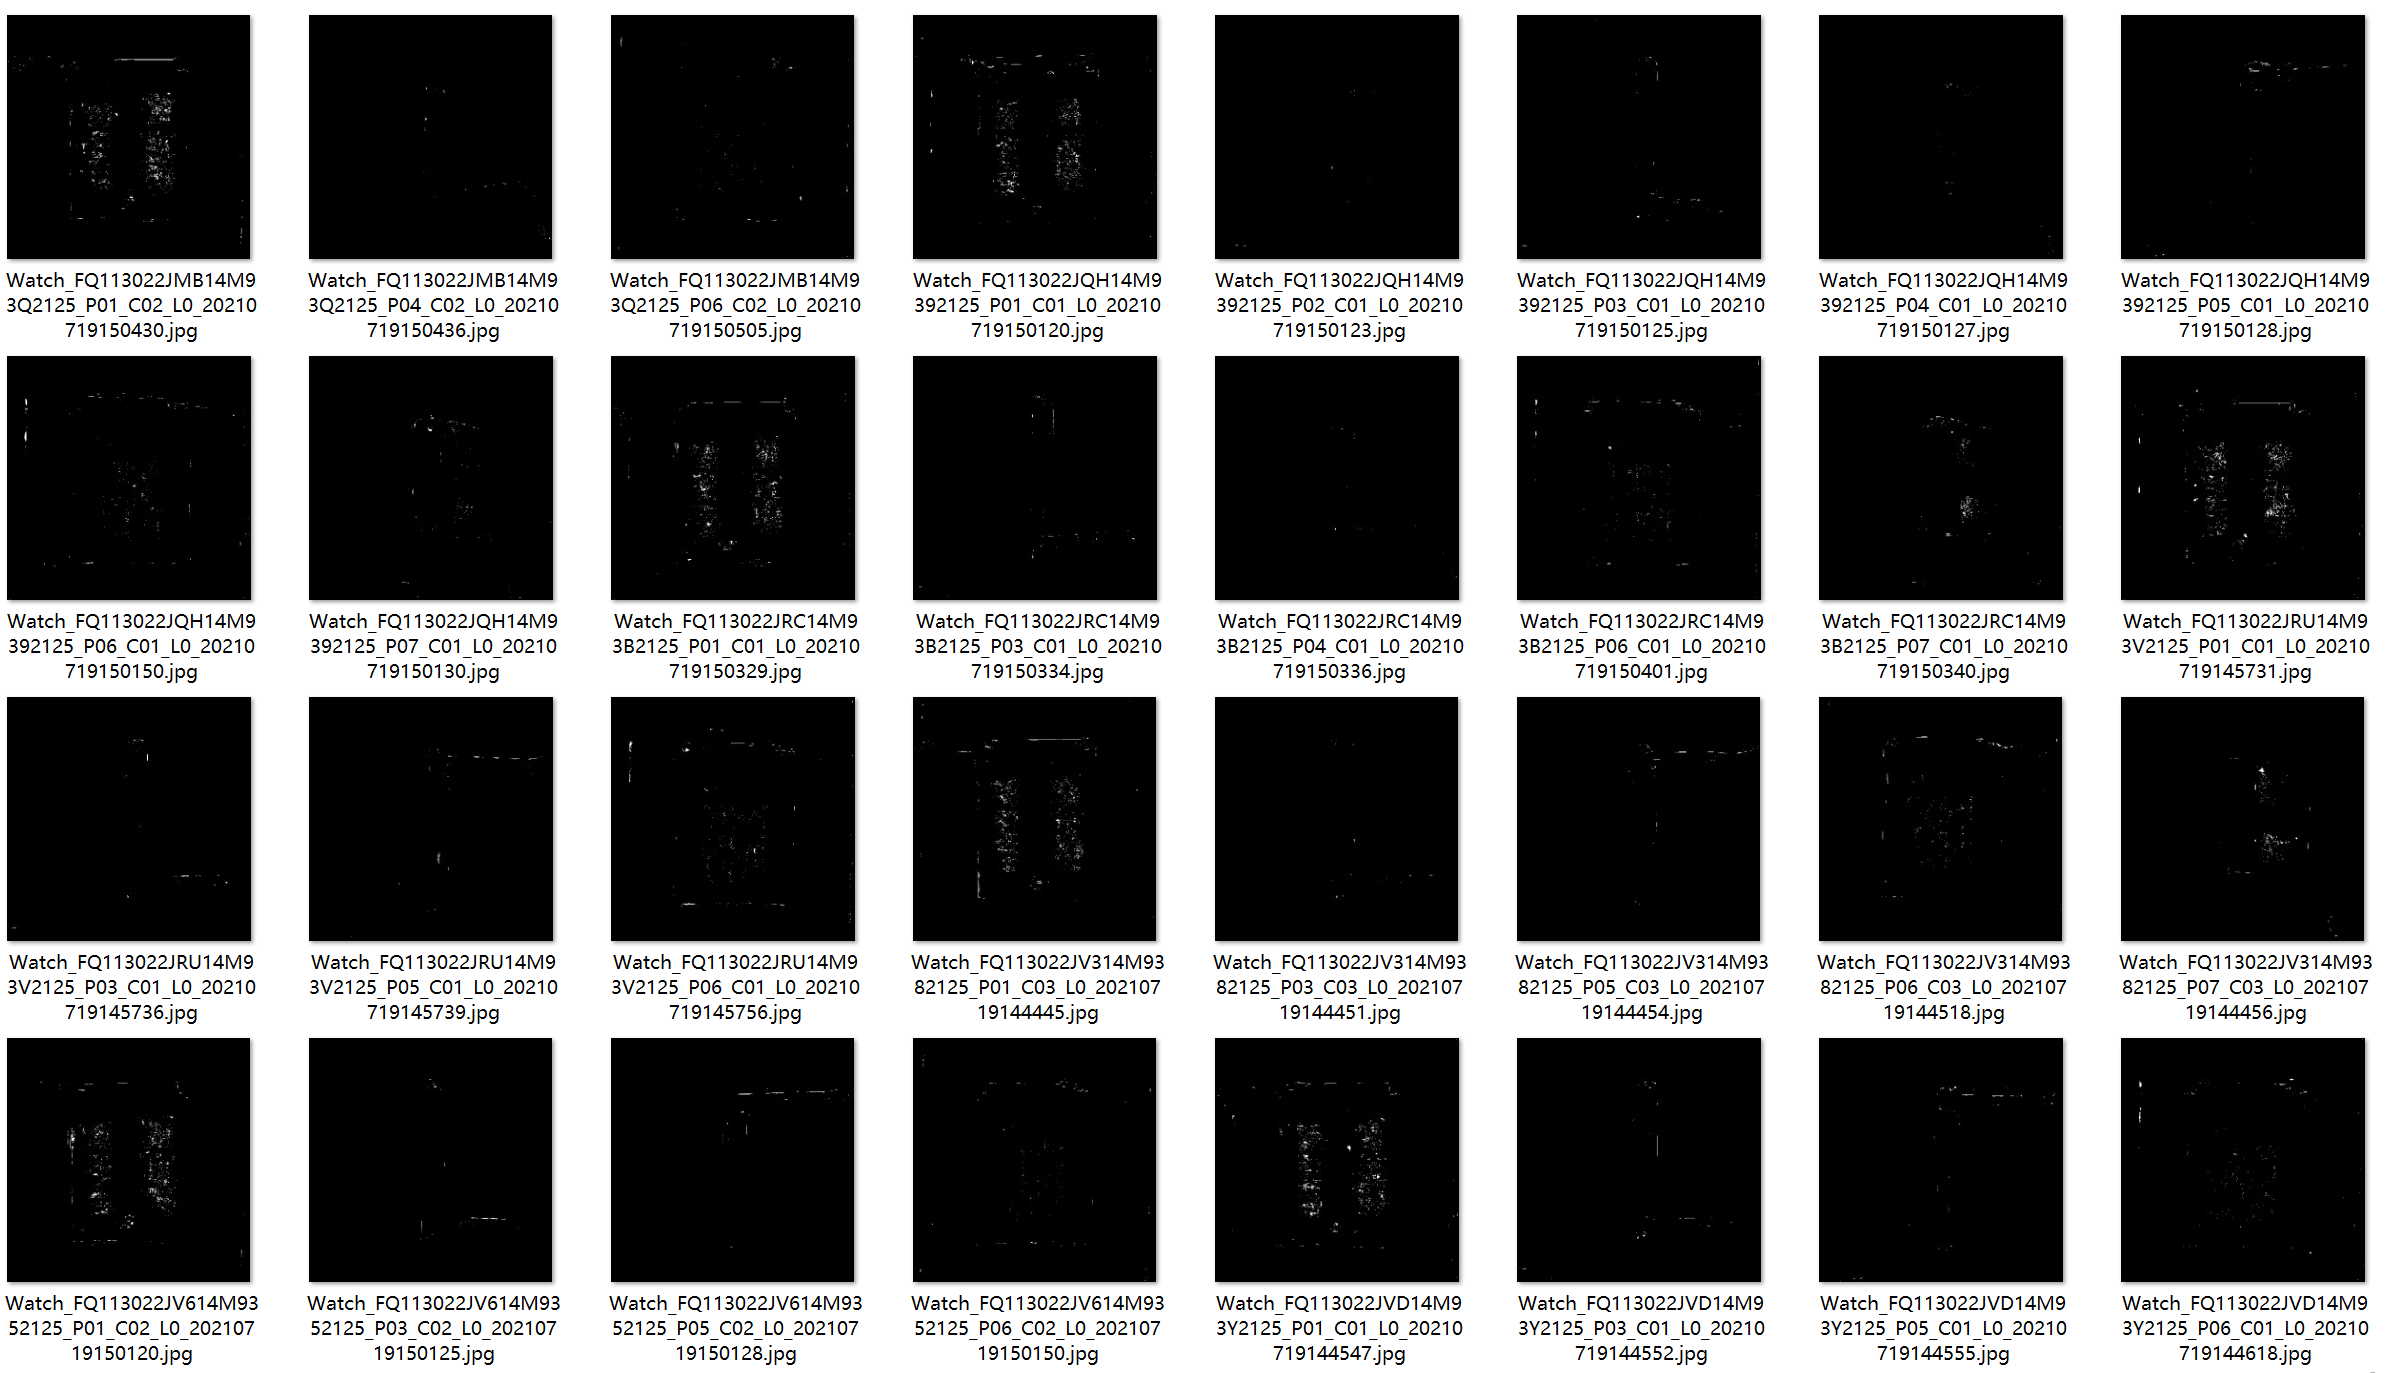 Watch_FQ113022JMB14M9
3Q2125_P01_C02_L0_20210
719150430.jpg
Watch_FQ113022JMB14M9
3Q2125_P04_C02_L0_20210
719150436.jpg
Watch_FQ113022JMB14M9
3Q2125_P06_C02_L0_20210
719150505.jpg
Watch_FQ113022JQH14M9
392125_P01_C01_L0_20210
719150120.jpg
Watch_FQ113022JQH14M9
392125_P02_C01_L0_20210
719150123.jpg
Watch_FQ113022JQH14M9
392125_P03_C01_L0_20210
719150125.jpg
Watch_FQ113022JQH14M9
392125_P04_C01_L0_20210
719150127.jpg
Watch_FQ113022JQH14M9
392125_P05_C01_L0_20210
719150128.jpg
Watch_FQ113022JQH14M9
392125_P06_C01_L0_20210
719150150.jpg
Watch_FQ113022JQH14M9
392125_P07_C01_L0_20210
719150130.jpg
Watch_FQ113022JRC14M9
3B2125_P01_C01_L0_20210
719150329.jpg
Watch_FQ113022JRC14M9
3B2125_P03_C01_L0_20210
719150334.jpg
Watch_FQ113022JRC14M9
3B2125_P04_C01_L0_20210
719150336.jpg
Watch_FQ113022JRC14M9
3B2125_P06_C01_L0_20210
719150401.jpg
Watch_FQ113022JRC14M9
3B2125_P07_C01_L0_20210
719150340.jpg
Watch_FQ113022JRU14M9
3V2125_P01_C01_L0_20210
719145731.jpg
Watch_FQ113022JRU14M9
3V2125_P03_C01_L0_20210
719145736.jpg
Watch_FQ113022JRU14M9
3V2125_P05_C01_L0_20210
719145739.jpg
Watch_FQ113022JRU14M9
3V2125_P06_C01_L0_20210
719145756.jpg
Watch_FQ113022JV314M93
82125_P01_C03_L0_202107
19144445.jpg
Watch_FQ113022JV314M93
82125_P03_C03_L0_202107
19144451.jpg
Watch_FQ113022JV314M93
82125_P05_C03_L0_202107
19144454.jpg
Watch_FQ113022JV314M93
82125_P06_C03_L0_202107
19144518.jpg
Watch_FQ113022JV314M93
82125_P07_C03_L0_202107
19144456.jpg
Watch_FQ113022JV614M93
52125_P01_C02_L0_202107
19150120.jpg
Watch_FQ113022JV614M93
52125_P03_C02_L0_202107
19150125.jpg
Watch_FQ113022JV614M93
52125_P05_C02_L0_202107
19150128.jpg
Watch_FQ113022JV614M93
52125_P06_C02_L0_202107
19150150.jpg
Watch_FQ113022JVD14M9
3Y2125_P01_C01_L0_20210
719144547.jpg
Watch_FQ113022JVD14M9
3Y2125_P03_C01_L0_20210
719144552.jpg
Watch_FQ113022JVD14M9
3Y2125_P05_C01_L0_20210
719144555.jpg
Watch_FQ113022JVD14M9
3Y2125_P06_C01_L0_20210
719144618.jpg